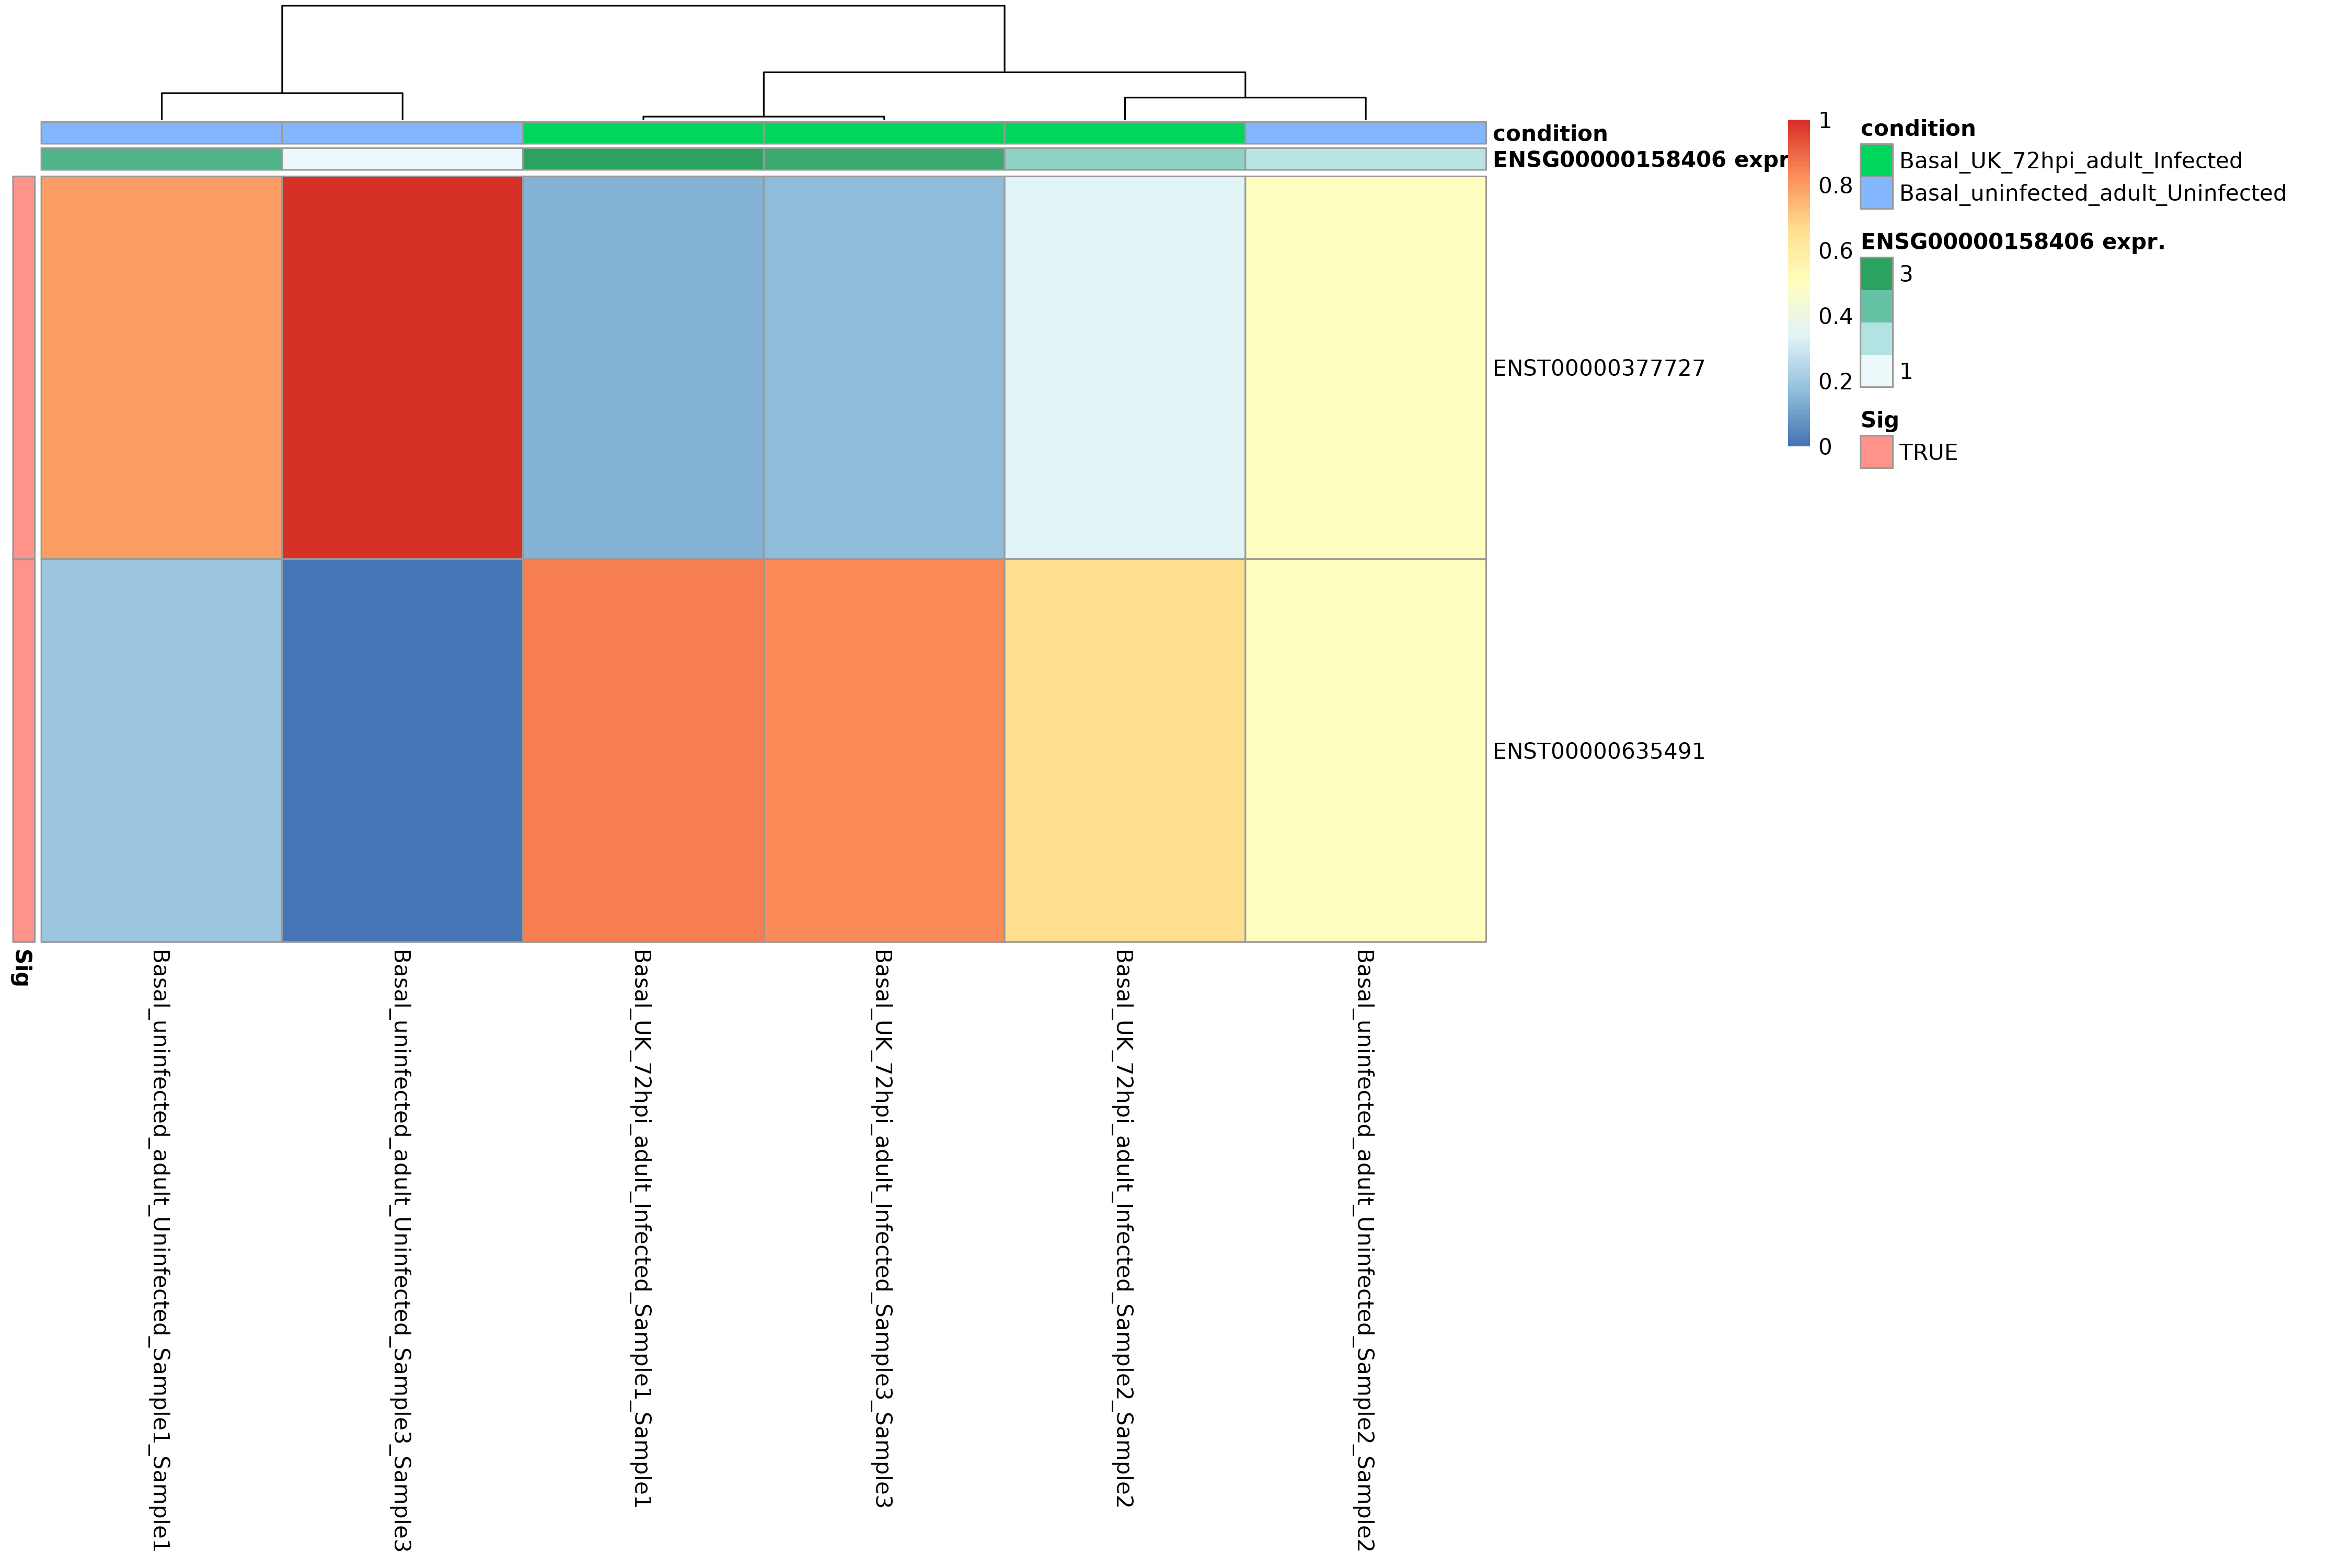 condition
ENSG00000158406 expr.
ENST00000377727
ENST00000635491
Sig
Basal_uninfected_adult_Uninfected_Sample1_Sample1
Basal_uninfected_adult_Uninfected_Sample3_Sample3
Basal_UK_72hpi_adult_Infected_Sample1_Sample1
Basal_UK_72hpi_adult_Infected_Sample3_Sample3
Basal_UK_72hpi_adult_Infected_Sample2_Sample2
Basal_uninfected_adult_Uninfected_Sample2_Sample2
1
0.8
0.6
0.4
0.2
0
condition
Basal_UK_72hpi_adult_Infected
Basal_uninfected_adult_Uninfected
ENSG00000158406 expr.
3
1
Sig
TRUE